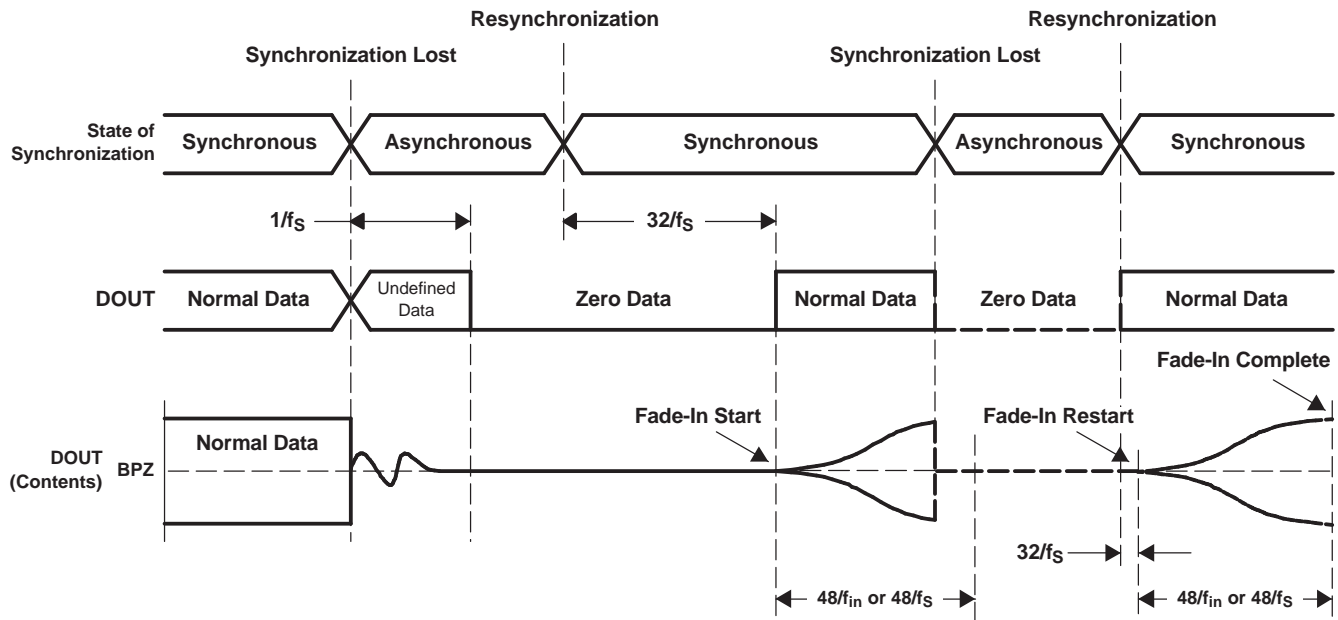 Resynchronization Resynchronization
Synchronization Lost Synchronization Lost
State of
Synchronization
Synchronous Asynchronous Synchronous Asynchronous Synchronous
1/fS 32/fS
DOUT
Normal Data Undefined
Data Zero Data Normal Data Zero Data Normal Data
Fade-In Complete
Fade-In Start Fade-In Restart
Normal Data
DOUT
(Contents) BPZ
32/fS
48/fin or 48/fS 48/fin or 48/fS